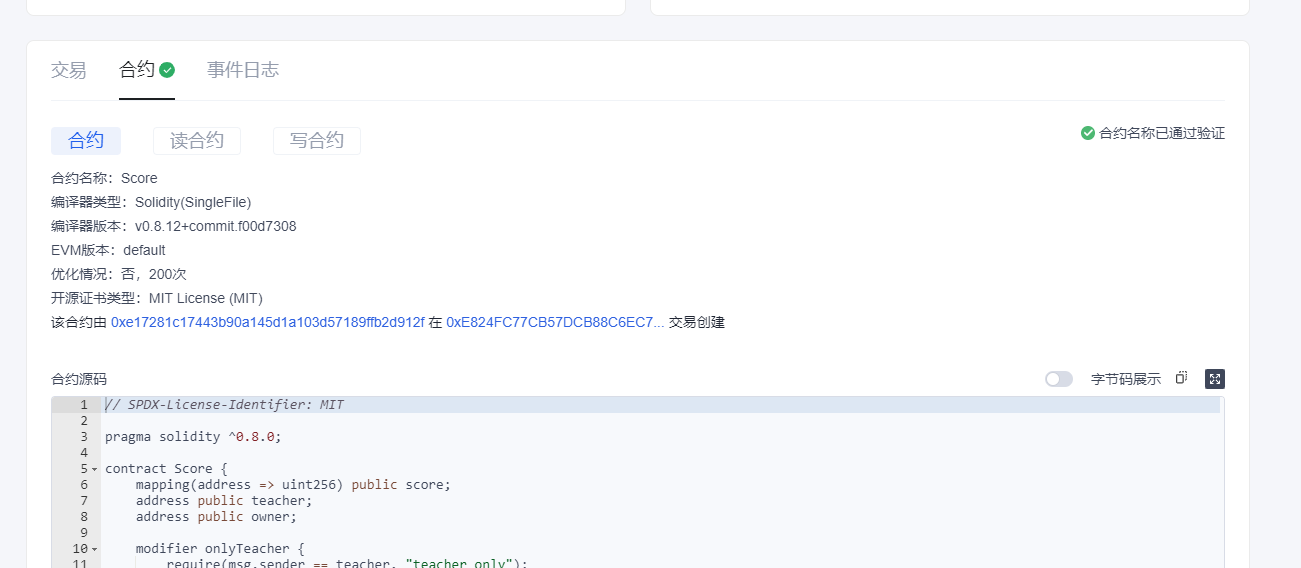 交易 合约 事件日志
合约 读合约 写合约 合约名称已通过验证
合约名称：Score
编译器类型：Solidity(SingleFile)
编译器版本：v0.8.12+commit.f00d7308
EVM版本：default
优化情况：否，200次
开源证书类型：MIT License (MIT)
该合约由 0xe17281c17443b90a145d1a103d57189ffb2d912f 在 0xE824FC77CB57DCB88C6EC7... 交易创建
合约源码 字节码展示
1 // SPDX-License-Identifier: MIT
2
3 pragma solidity ^0.8.0;
4
5 contract Score {
6 mapping(address => uint256) public score;
7 address public teacher;
8 address public owner;
9
10 modifier onlyTeacher {
11 require(msg.sender == teacher, "teacher only");